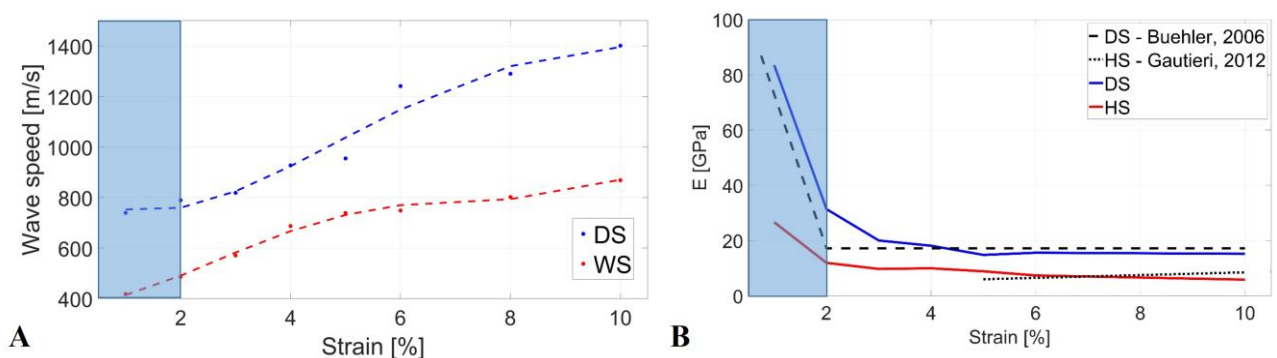 Wave speed [m/s]
1400
1200
1000
800
600
400
2
4
6
8
10
Strain [%]
DS
WS
A
E [GPa]
100
80
60
40
20
0
2
4
6
8
10
Strain [%]
DS - Buehler, 2006
HS - Gautieri, 2012
DS
HS
B